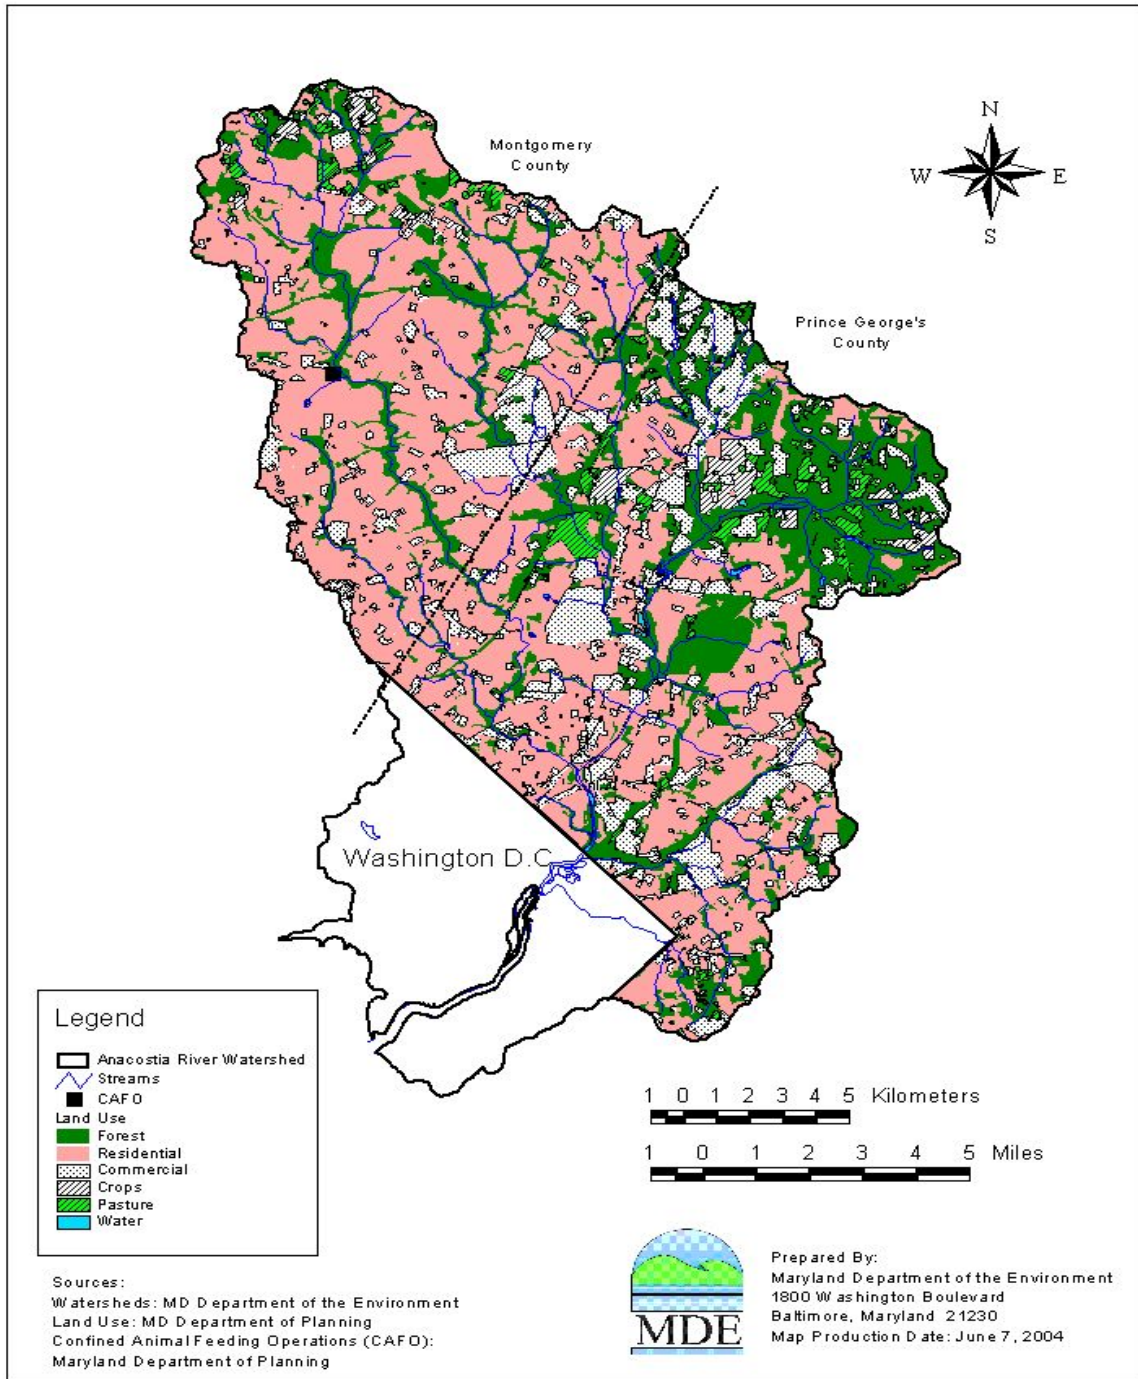 N
Montgomery
County
W
E
S
Prince George's
County
Washington D.C
Legend
Anacostia River Watershed
Streams
CAFO
Land Use
Forest
Residential
Commercial
Crops
Pasture
Water
1 0 1 2 3 4 5 Kilometers
1 0 1 2 3 4 5 Miles
Sources:
Watersheds: MD Department of the Environment
Land Use: MD Department of Planning
Confined Animal Feeding Operations (CAFO):
Maryland Department of Planning
MDE
Prepared By:
Maryland Department of the Environment
1800 Washington Boulevard
Baltimore, Maryland 21230
Map Production Date: June 7, 2004